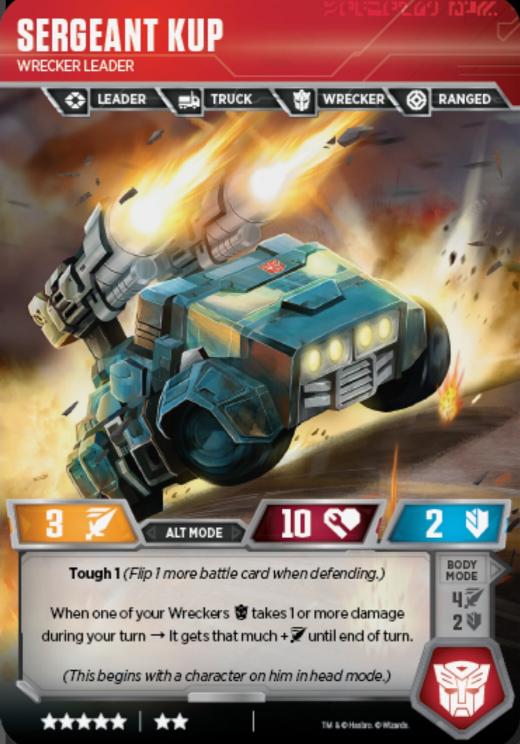 SERGEANT KUP
WRECKER LEADER
LEADER TRUCK WRECKER RANGED
3 ALT MODE 10 2
Tough 1 (Flip 1 more battle card when defending.)
When one of your Wreckers takes 1 or more damage
during your turn → It gets that much + until end of turn.
(This begins with a character on him in head mode.)
BODY
MODE
4
2
TM & © Hasbro. © Wizards.